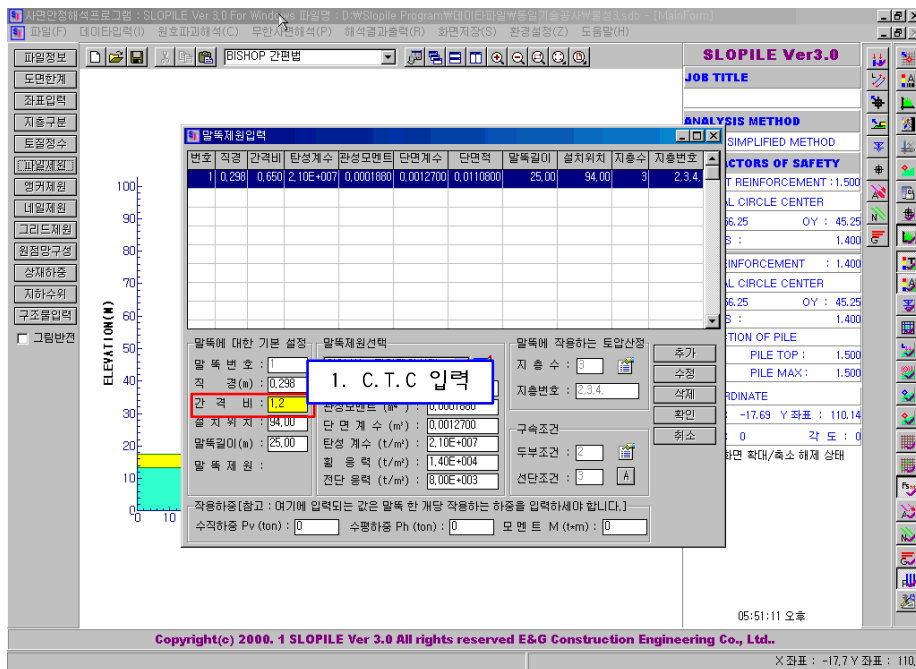 사면안정해석프로그램 : SLOPILE Ver 3.0 For Windows 파일명 : D:₩Slopile Program₩데이타파일₩동일기술공사₩물성3.sdb - [MainForm]
파일(F) 데이타입력(I) 원호파괴해석(C) 무한사면해석(P) 해석결과출력(R) 화면저장(S) 환경설정(Z) 도움말(H)
파일정보
BISHOP 간편법
도면한계
좌표입력
지층구분
토질정수
파일제원
앵커제원
네일제원
그리드제원
원점망구성
상재하중
지하수위
구조물입력
그림반전
ELEVATION(M)
100
90
80
70
60
50
40
30
20
10
0
0 10
말뚝제원입력
번호 직경 간격비 탄성계수 관성모멘트 단면계수 단면적 말뚝길이 설치위치 지층수 지층번호
1 0,298 0,650 2,10E+007 0,0001880 0,0012700 0,0110800 25,00 94,00 3 2,3,4,
말뚝에 대한 기본 설정
말 뚝 번 호 : 1
직 경(m) : 0,298
간 격 비 : 1,2
설 치 위 치 : 94,00
말뚝길이(m) : 25,00
말 뚝 제 원 :
말뚝제원선택
1. C.T.C 입력
관성모멘트 (m⁴) : 0,0001880
단 면 계 수 (m³) : 0,0012700
탄성 계수 (t/m²) : 2,10E+007
휨 응 력 (t/m²) : 1,40E+004
전단 응력 (t/m²) : 8,00E+003
말뚝에 작용하는 토압산정
지 층 수 : 3
지층번호 : 2,3,4,
구속조건
두부조건 : 2
선단조건 : 3 A
추가
수정
삭제
확인
취소
작용하중[참고 : 여기에 입력되는 값은 말뚝 한 개당 작용하는 하중을 입력하세야 합니다.]
수직하중 Pv (ton) : 0 수평하중 Ph (ton) : 0 모 멘 트 M (t*m) : 0
SLOPILE Ver3.0
JOB TITLE
ANALYSIS METHOD
SIMPLIFIED METHOD
CTORS OF SAFETY
T REINFORCEMENT : 1.500
L CIRCLE CENTER
66.25 OY : 45.25
S : 1.400
INFORCEMENT : 1.400
L CIRCLE CENTER
66.25 OY : 45.25
S : 1.400
TION OF PILE
PILE TOP : 1.500
PILE MAX : 1.500
RDINATE
: -17.69 Y 좌표 : 110.14
: 0 각 도 : 0
화면 확대/축소 해제 상태
05:51:11 오후
Copyright(c) 2000. 1 SLOPILE Ver 3.0 All rights reserved E&G Construction Engineering Co., Ltd..
X 좌표 : -17.7 Y 좌표 : 110.